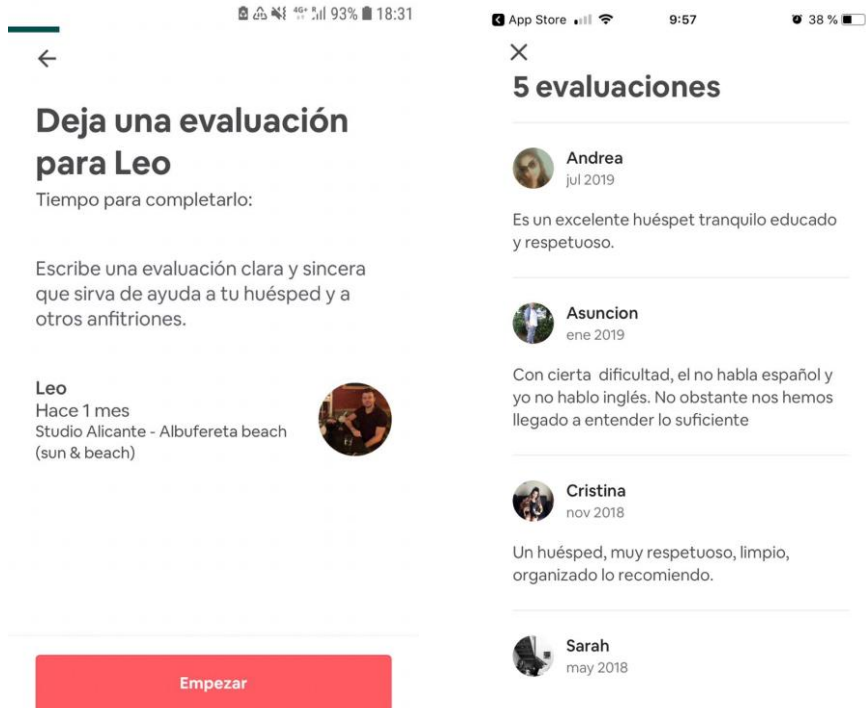 93% 18:31
Deja una evaluación
para Leo
Tiempo para completarlo:
Escribe una evaluación clara y sincera
que sirva de ayuda a tu huésped y a
otros anfitriones.
Leo
Hace 1 mes
Studio Alicante - Albufereta beach
(sun & beach)
Empezar
App Store 9:57 38 %
5 evaluaciones
Andrea
jul 2019
Es un excelente huéspet tranquilo educado
y respetuoso.
Asuncion
ene 2019
Con cierta dificultad, el no habla español y
yo no hablo inglés. No obstante nos hemos
llegado a entender lo suficiente
Cristina
nov 2018
Un huésped, muy respetuoso, limpio,
organizado lo recomiendo.
Sarah
may 2018